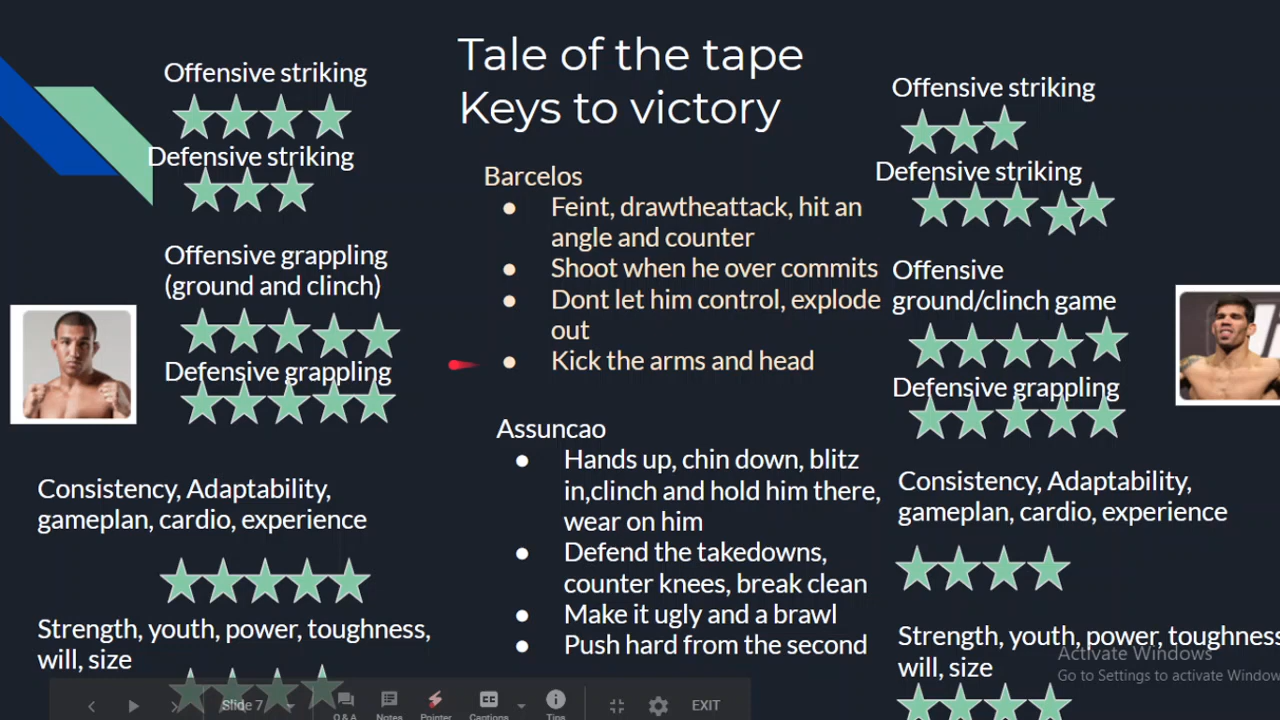 Tale of the tape
Keys to victory
Offensive striking
Defensive striking
Offensive grappling
(ground and clinch)
Defensive grappling
Consistency, Adaptability,
gameplan, cardio, experience
Strength, youth, power, toughness,
will, size
Barcelos
● Feint, drawtheattack, hit an
angle and counter
● Shoot when he over commits
● Dont let him control, explode
out
● Kick the arms and head
Assuncao
● Hands up, chin down, blitz
in,clinch and hold him there,
wear on him
● Defend the takedowns,
counter knees, break clean
● Make it ugly and a brawl
● Push hard from the second
Offensive striking
Defensive striking
Offensive
ground/clinch game
Defensive grappling
Consistency, Adaptability,
gameplan, cardio, experience
Strength, youth, power, toughness
will, size
Activate Windows
Go to Settings to activate Window
Slide 7
Q & A
Notes
Pointer
Captions
Tips
EXIT